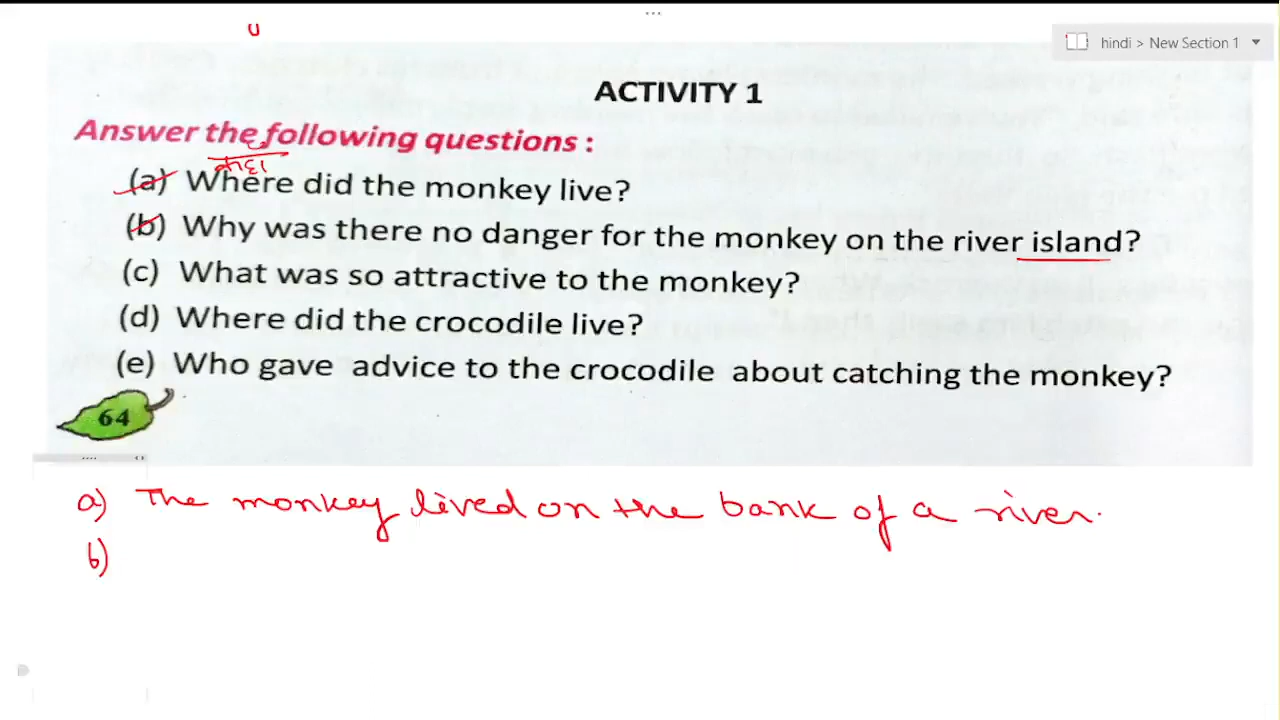 hindi > New Section 1
ACTIVITY 1
Answer the following questions :
(a) Where did the monkey live?
(b) Why was there no danger for the monkey on the river island?
(c) What was so attractive to the monkey?
(d) Where did the crocodile live?
(e) Who gave advice to the crocodile about catching the monkey?
64
a) The monkey lived on the bank of a river.
b)